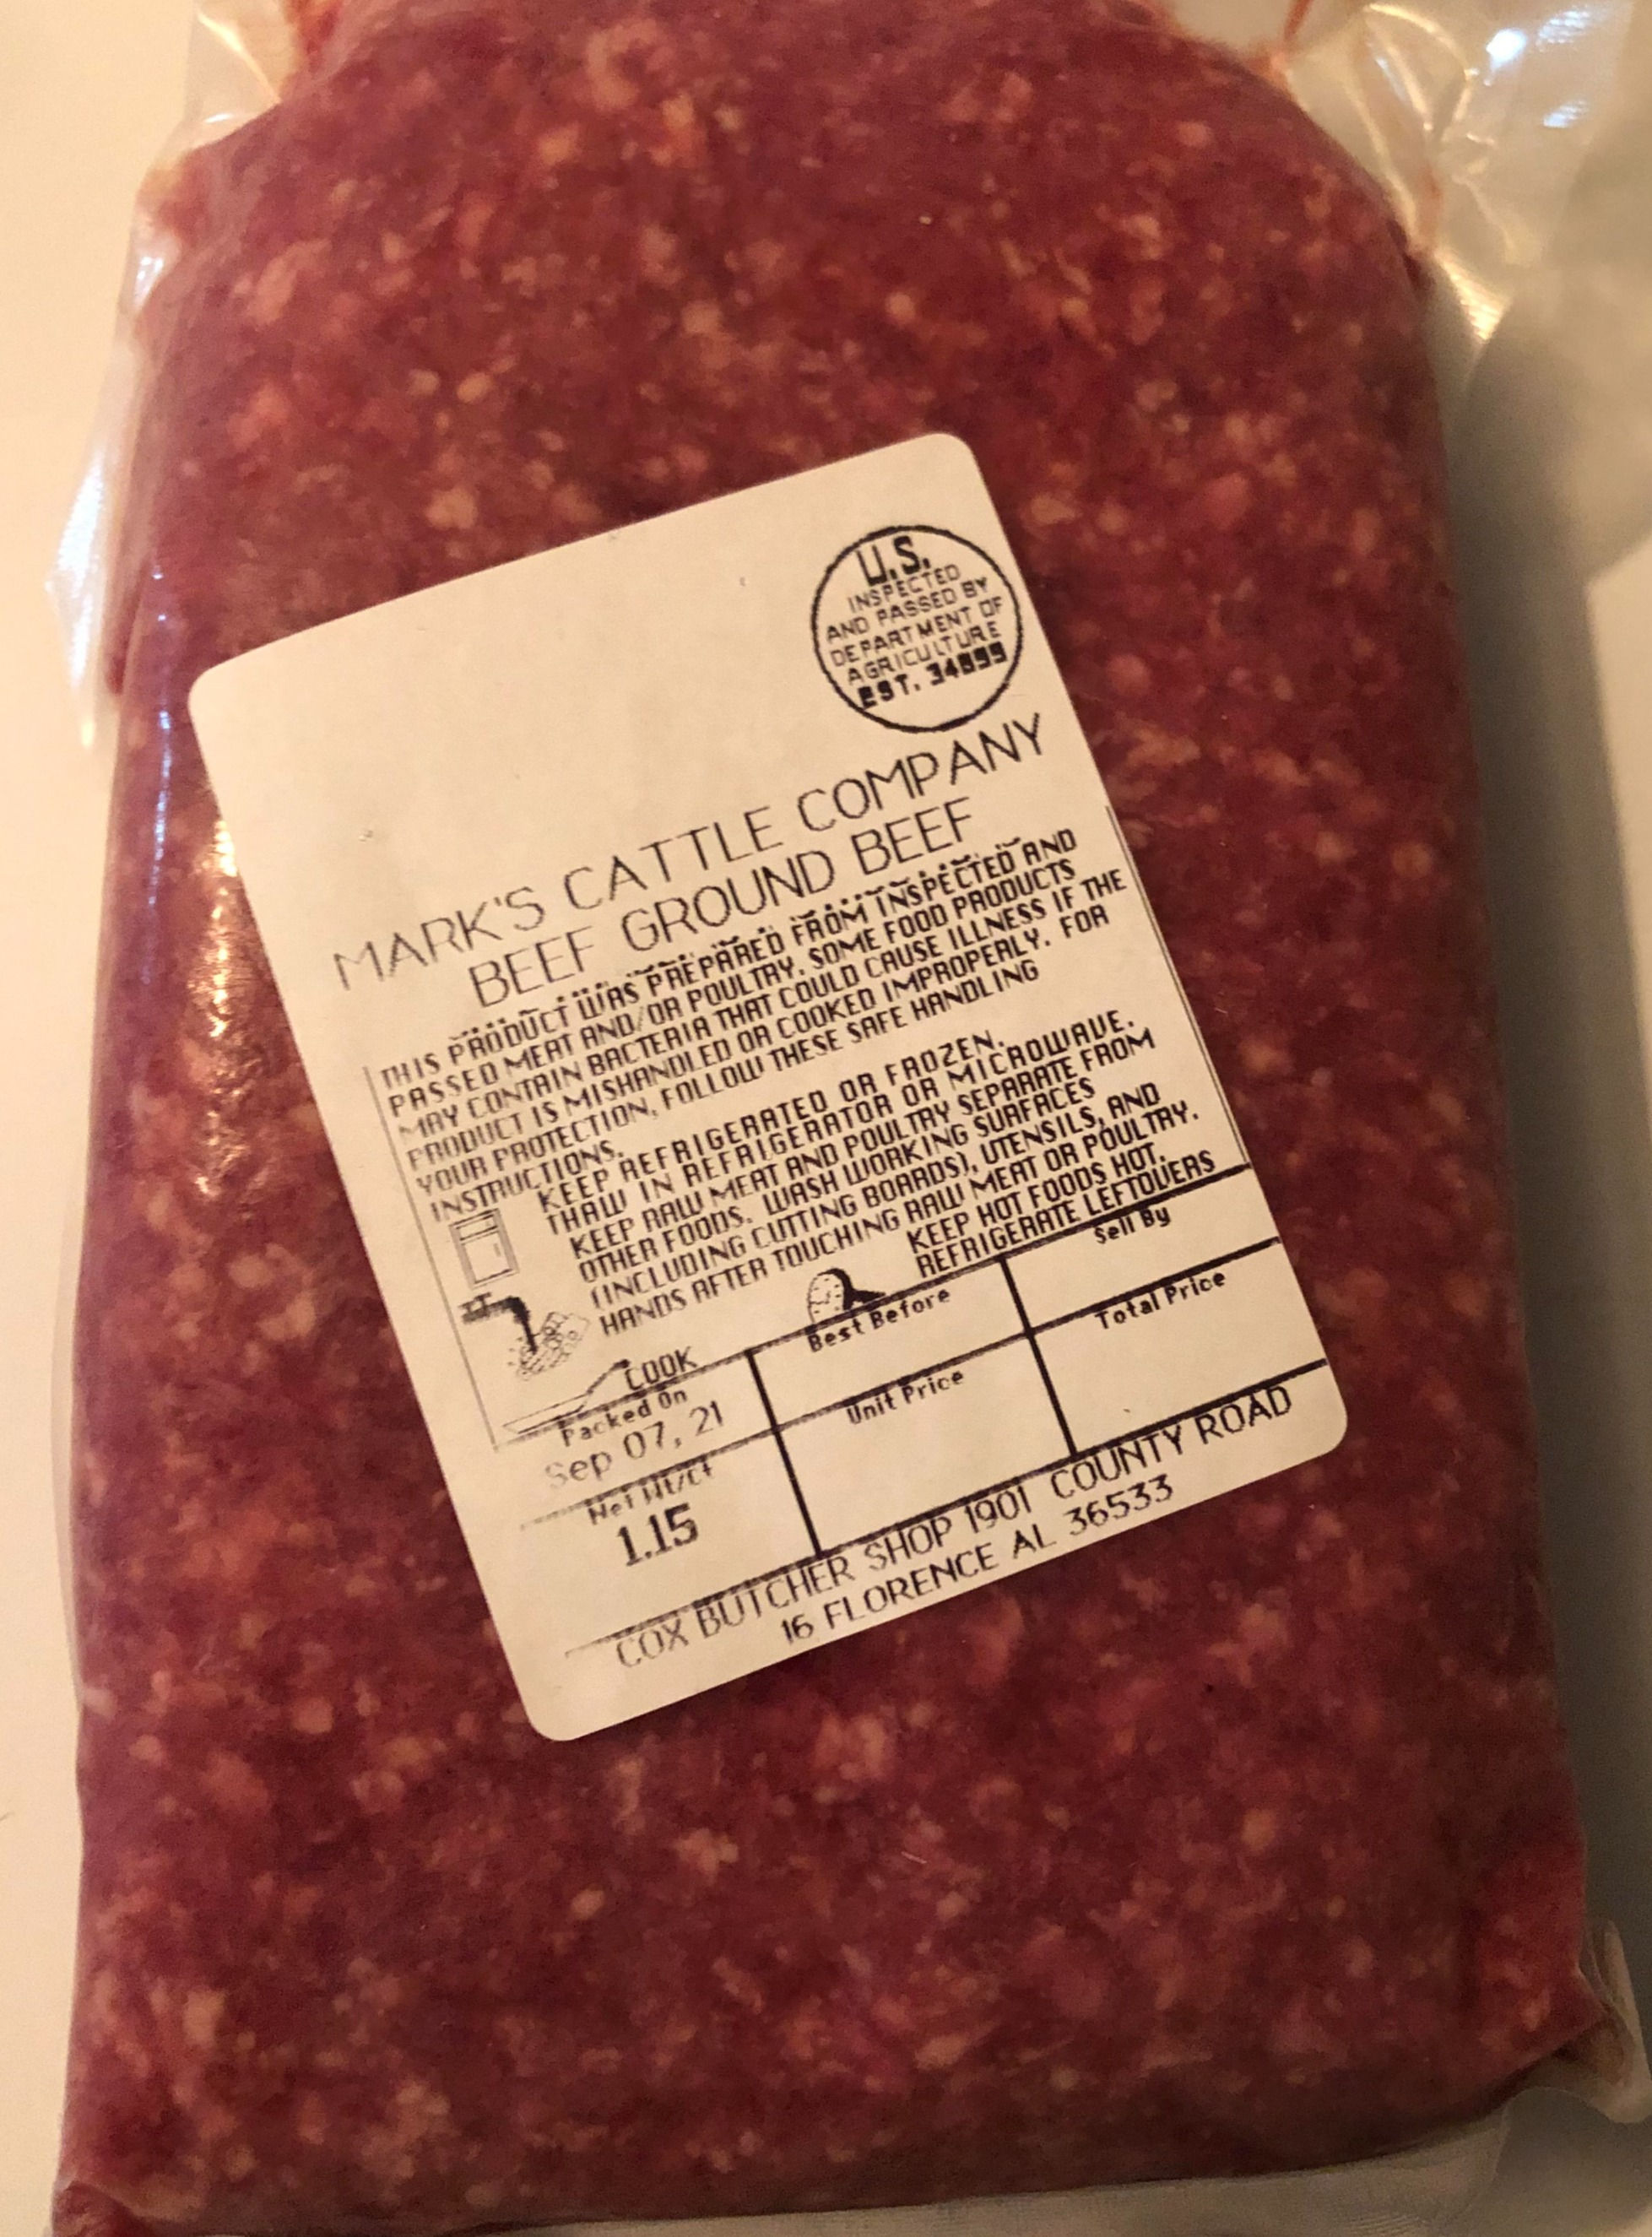 U.S.
INSPECTED
AND PASSED BY
DEPARTMENT OF
AGRICULTURE
EST. 34899
MARK'S CATTLE COMPANY
BEEF GROUND BEEF
THIS PRODUCT WAS PREPARED FROM INSPECTED AND
PASSED MEAT AND/OR POULTRY. SOME FOOD PRODUCTS
MAY CONTAIN BACTERIA THAT COULD CAUSE ILLNESS IF THE
PRODUCT IS MISHANDLED OR COOKED IMPROPERLY. FOR
YOUR PROTECTION, FOLLOW THESE SAFE HANDLING
INSTRUCTIONS.
KEEP REFRIGERATED OR FROZEN.
THAW IN REFRIGERATOR OR MICROWAVE.
KEEP RAW MEAT AND POULTRY SEPARATE FROM
OTHER FOODS. WASH WORKING SURFACES
(INCLUDING CUTTING BOARDS), UTENSILS, AND
HANDS AFTER TOUCHING RAW MEAT OR POULTRY.
KEEP HOT FOODS HOT.
REFRIGERATE LEFTOVERS
COOK
Packed On
Sep 07, 21
Best Before
Sell By
Net Wt/Ct
1.15
Unit Price
Total Price
COX BUTCHER SHOP 1901 COUNTY ROAD
16 FLORENCE AL 36533